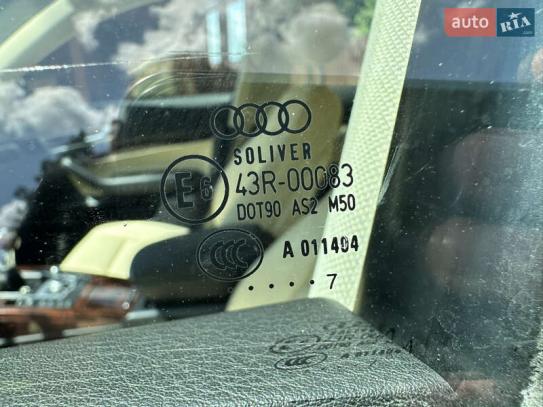 auto RIA
SOLIVER
E6 43R-00083
DOT90 AS2 M50
CCC A 011404
. . . . . 7